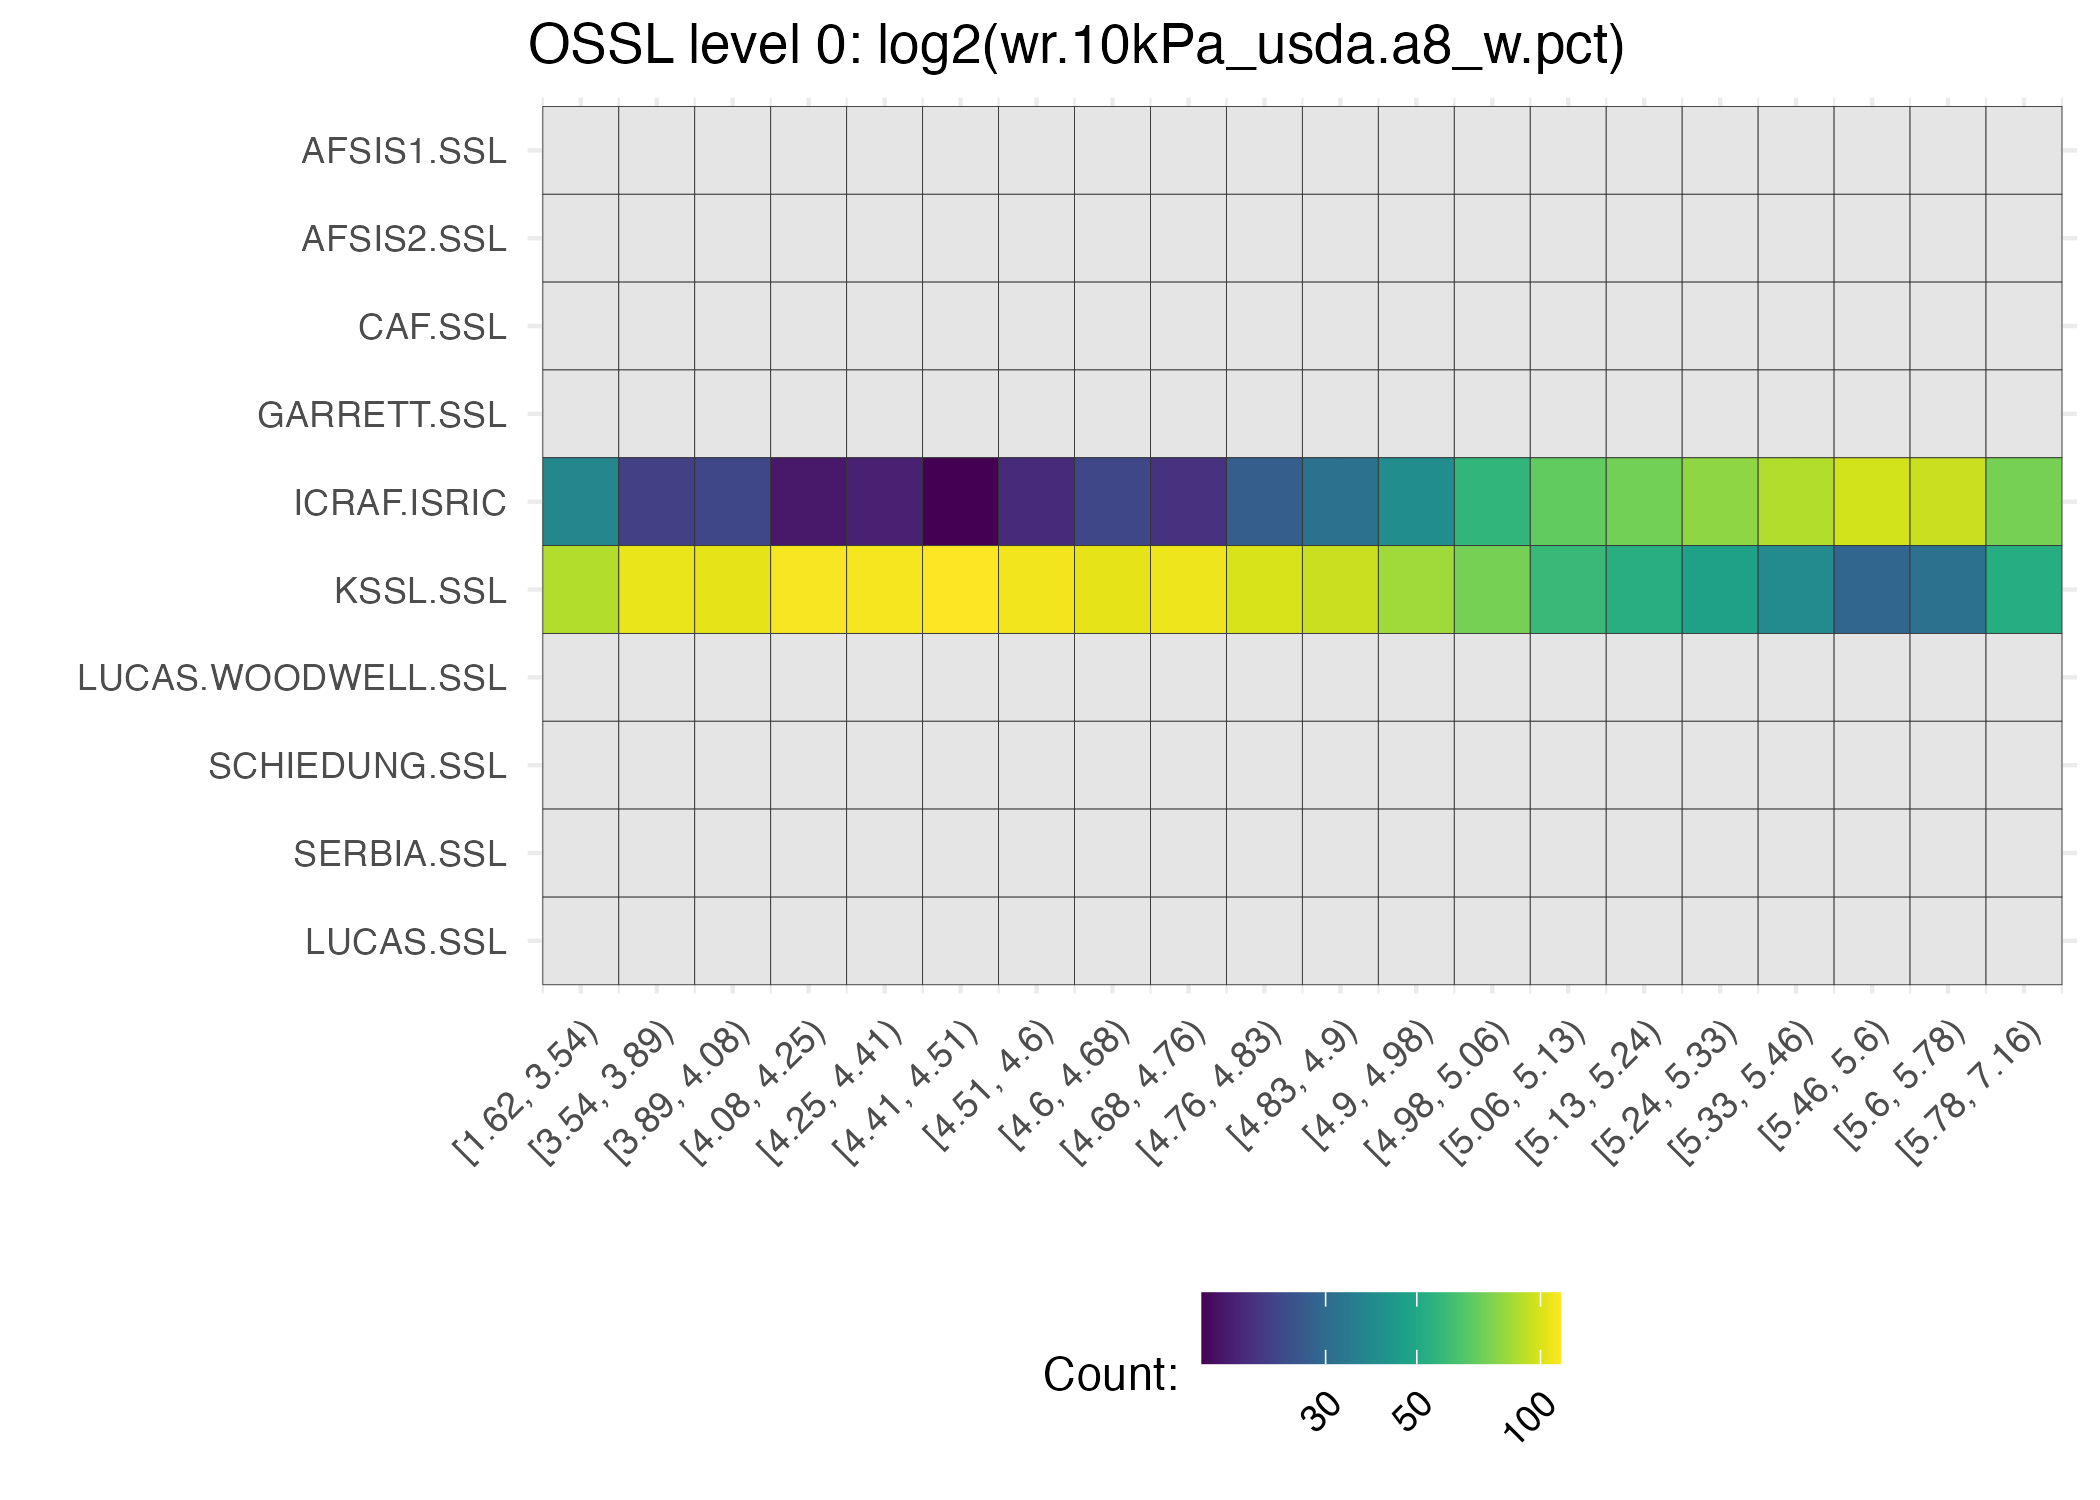 OSSL level 0: log2(wr.10kPa_usda.a8_w.pct)
AFSIS1.SSL
AFSIS2.SSL
CAF.SSL
GARRETT.SSL
ICRAF.ISRIC
KSSL.SSL
LUCAS.WOODWELL.SSL
SCHIEDUNG.SSL
SERBIA.SSL
LUCAS.SSL
[1.62, 3.54)
[3.54, 3.89)
[3.89, 4.08)
[4.08, 4.25)
[4.25, 4.41)
[4.41, 4.51)
[4.51, 4.6)
[4.6, 4.68)
[4.68, 4.76)
[4.76, 4.83)
[4.83, 4.9)
[4.9, 4.98)
[4.98, 5.06)
[5.06, 5.13)
[5.13, 5.24)
[5.24, 5.33)
[5.33, 5.46)
[5.46, 5.6)
[5.6, 5.78)
[5.78, 7.16)
Count:
30
50
100